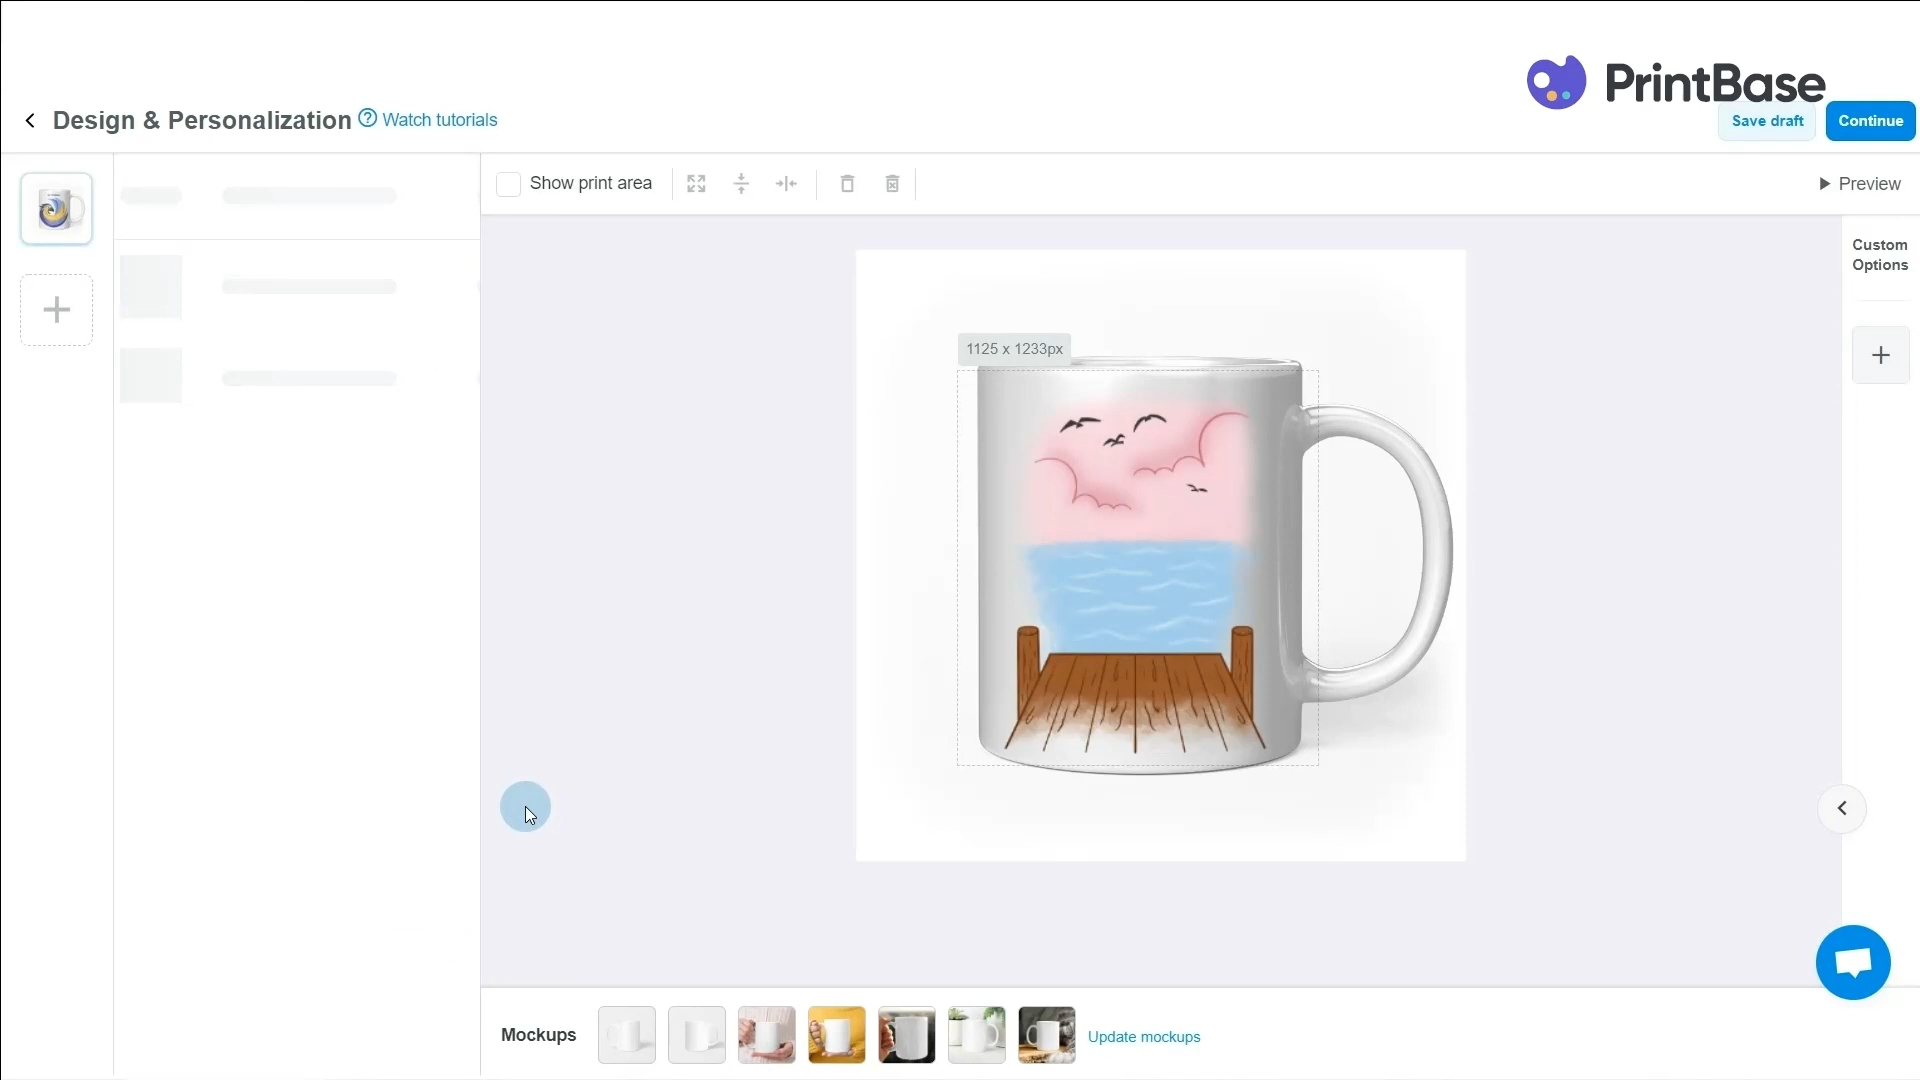 PrintBase
Design & Personalization
Watch tutorials
Save draft
Continue
Show print area
Preview
Custom
Options
1125 x 1233px
Mockups
Update mockups